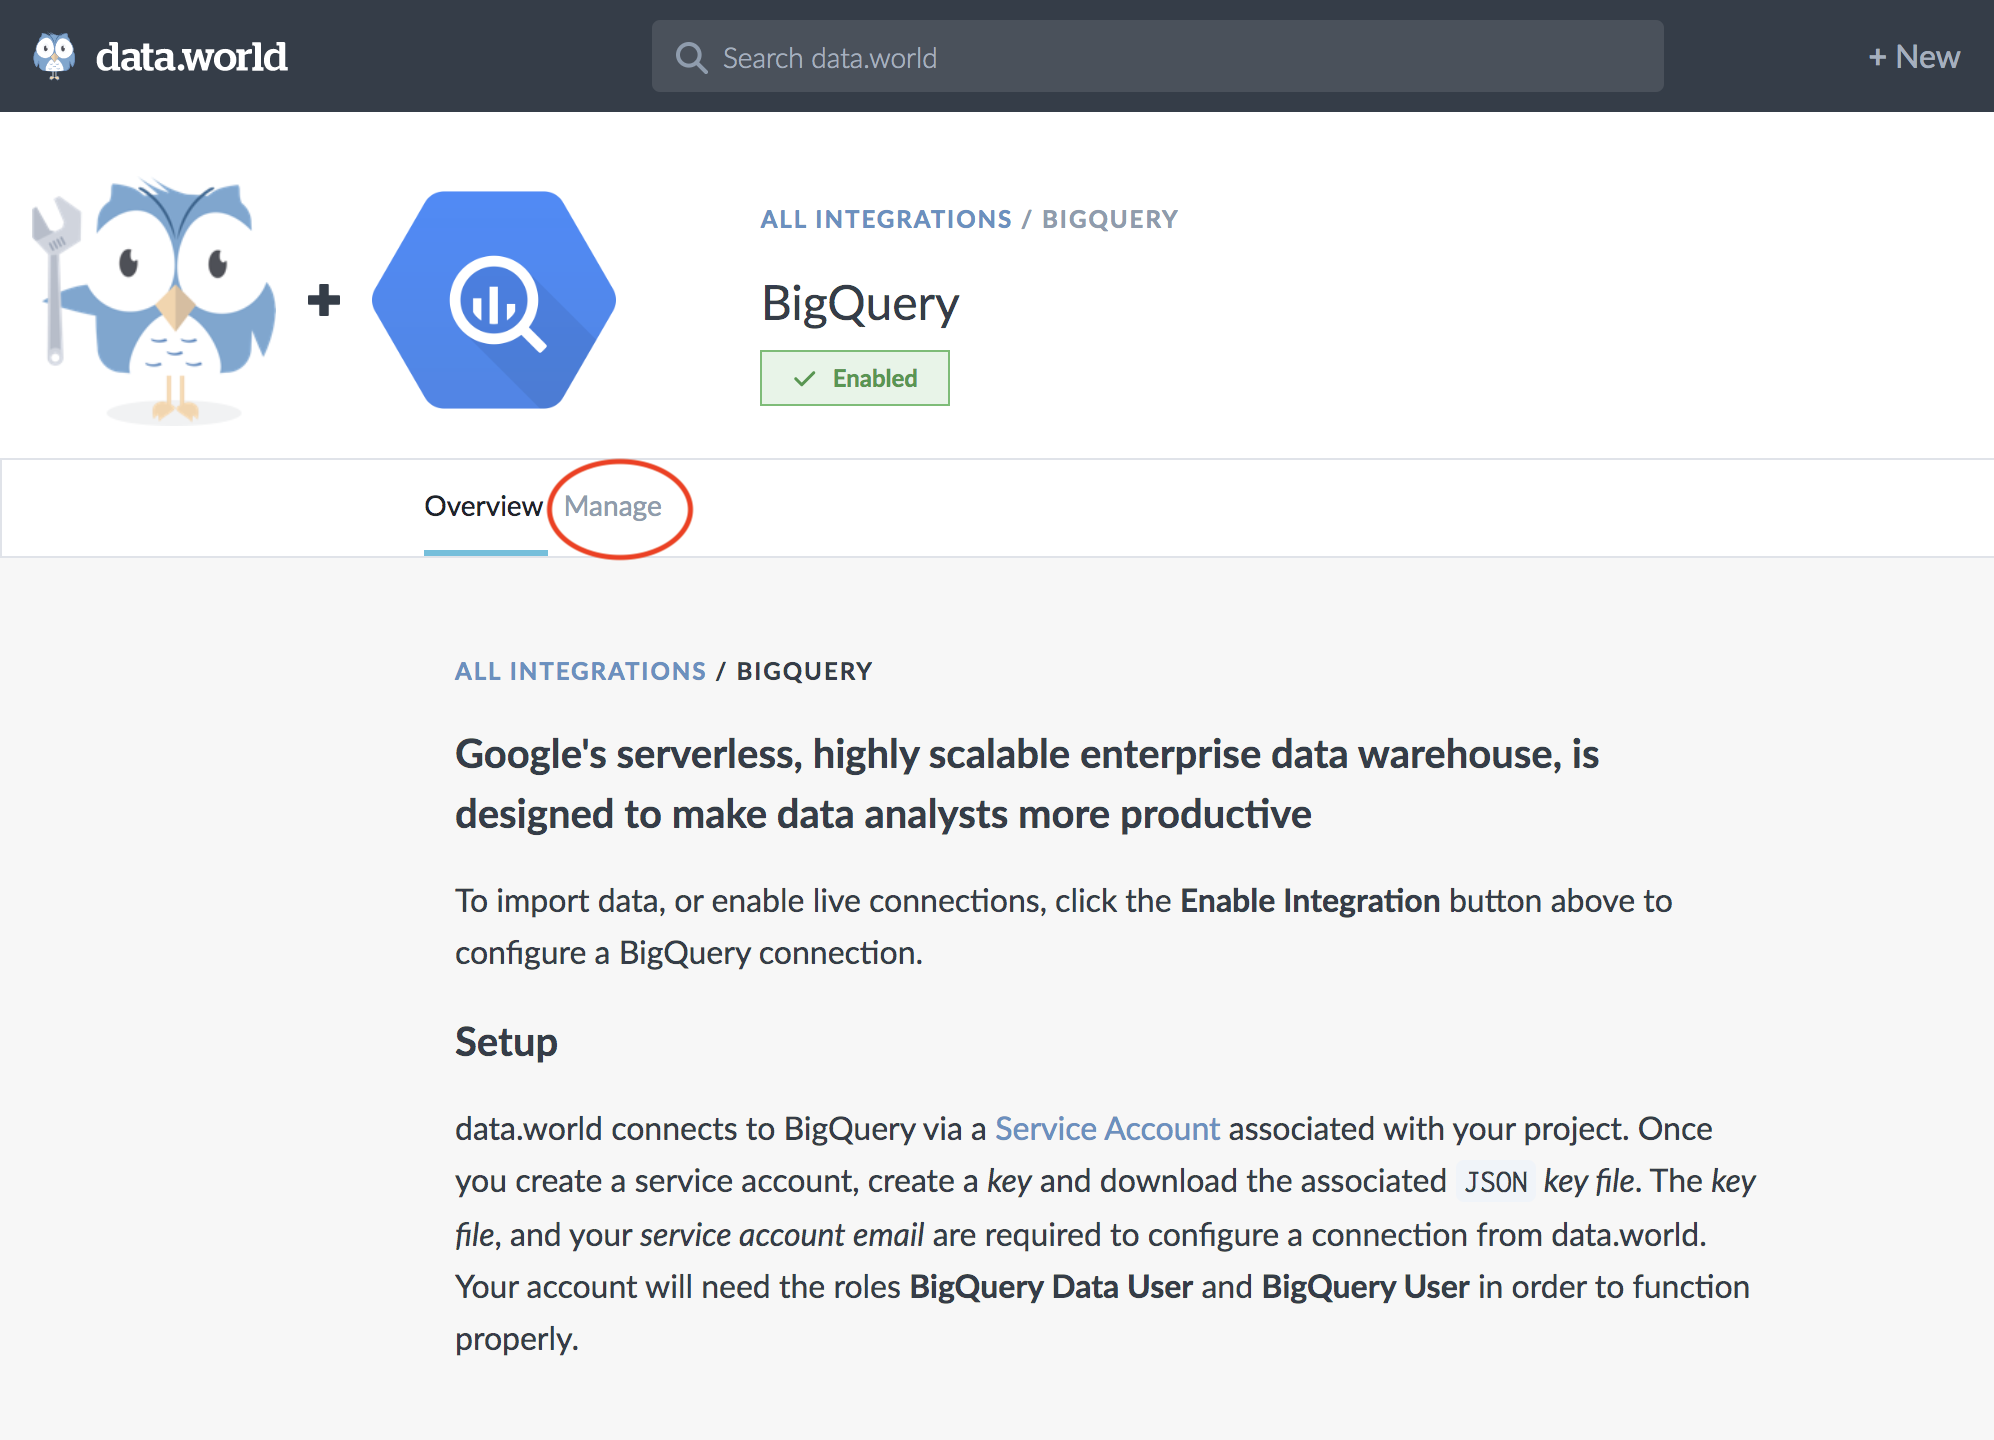 data.world
Search data.world
+ New
ALL INTEGRATIONS / BIGQUERY
BigQuery
Enabled
Overview Manage
ALL INTEGRATIONS / BIGQUERY
Google's serverless, highly scalable enterprise data warehouse, is
designed to make data analysts more productive
To import data, or enable live connections, click the Enable Integration button above to
configure a BigQuery connection.
Setup
data.world connects to BigQuery via a Service Account associated with your project. Once
you create a service account, create a key and download the associated JSON key file. The key
file, and your service account email are required to configure a connection from data.world.
Your account will need the roles BigQuery Data User and BigQuery User in order to function
properly.